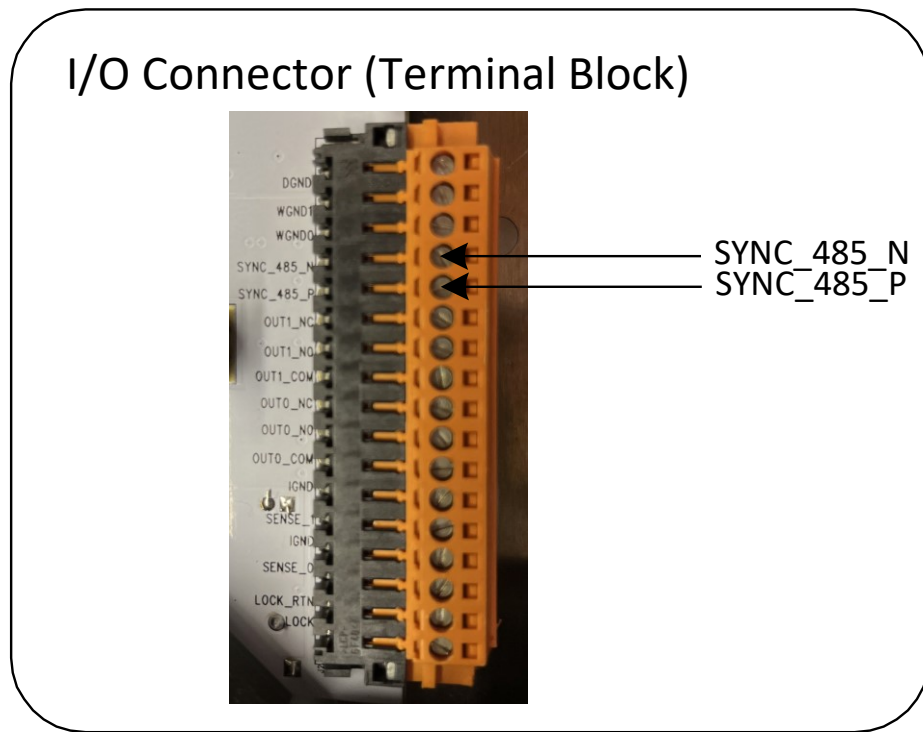 I/O Connector (Terminal Block)
DGND
WGND1
WGND0
SYNC_485_N
SYNC_485_P
OUT1_NC
OUT1_NO
OUT1_COM
OUT0_NC
OUT0_NO
OUT0_COM
IGND
SENSE_1
IGND
SENSE_0
LOCK_RTN
LOCK
SYNC_485_N
SYNC_485_P